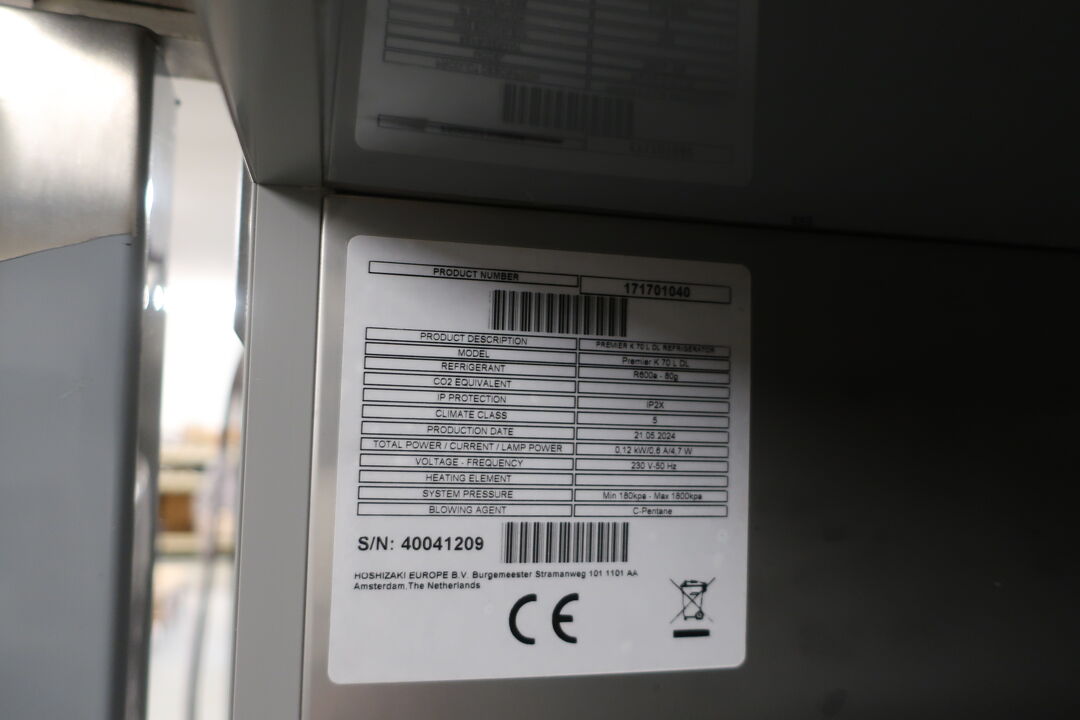 PRODUCT NUMBER 171701040
PRODUCT DESCRIPTION PREMIER K 70 L DL REFRIGERATOR
MODEL Premier K 70 L DL
REFRIGERANT R600a - 80g
CO2 EQUIVALENT
IP PROTECTION IP2X
CLIMATE CLASS 5
PRODUCTION DATE 21.05.2024
TOTAL POWER / CURRENT / LAMP POWER 0,12 kW/0,6 A/4,7 W
VOLTAGE - FREQUENCY 230 V-50 Hz
HEATING ELEMENT
SYSTEM PRESSURE Min 180kpa - Max 1800kpa
BLOWING AGENT C-Pentane
S/N: 40041209
HOSHIZAKI EUROPE B.V. Burgemeester Stramanweg 101 1101 AA
Amsterdam,The Netherlands
CE